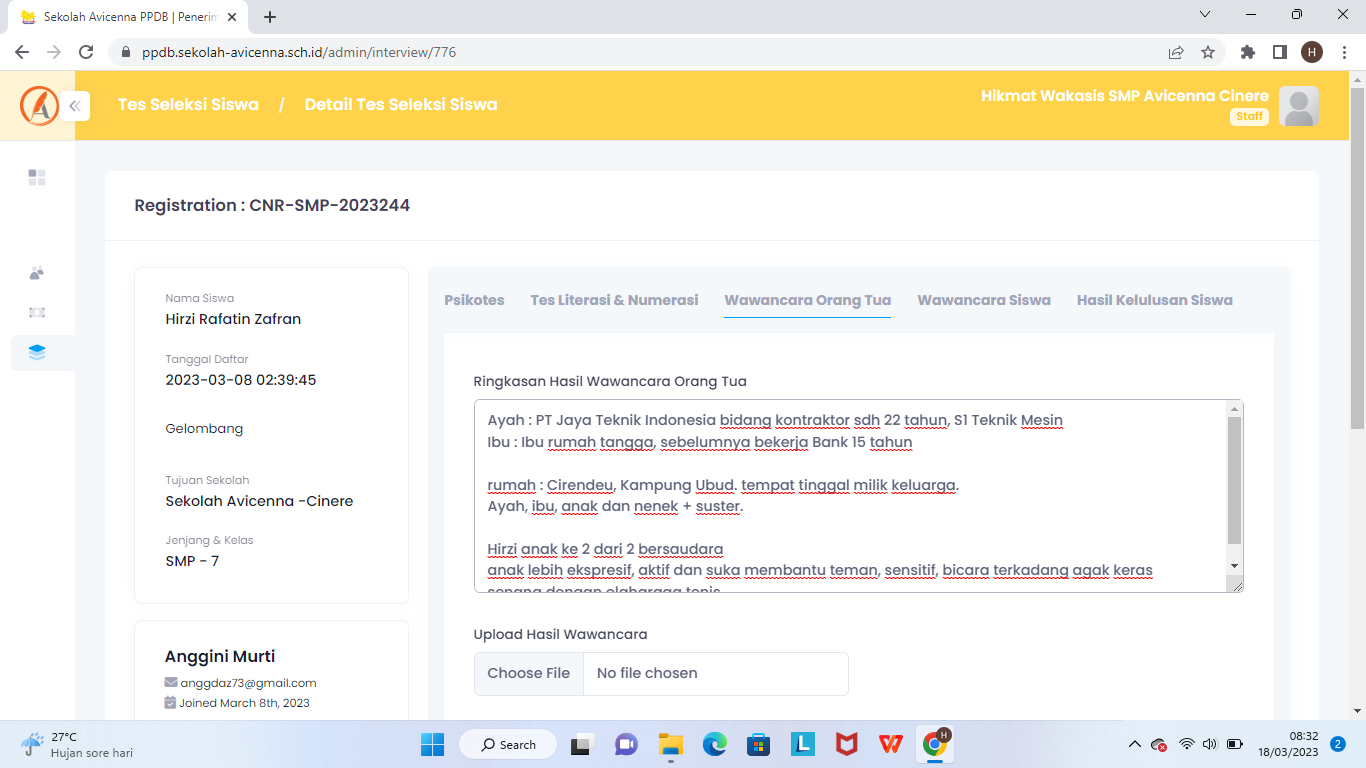 Sekolah Avicenna PPDB | Penerim
ppdb.sekolah-avicenna.sch.id/admin/interview/776
H
Tes Seleksi Siswa / Detail Tes Seleksi Siswa
Hikmat Wakasis SMP Avicenna Cinere
Staff
Registration : CNR-SMP-2023244
Nama Siswa
Hirzi Rafatin Zafran
Tanggal Daftar
2023-03-08 02:39:45
Gelombang
Tujuan Sekolah
Sekolah Avicenna -Cinere
Jenjang & Kelas
SMP - 7
Anggini Murti
anggdaz73@gmail.com
Joined March 8th, 2023
Psikotes Tes Literasi & Numerasi Wawancara Orang Tua Wawancara Siswa Hasil Kelulusan Siswa
Ringkasan Hasil Wawancara Orang Tua
Ayah : PT Jaya Teknik Indonesia bidang kontraktor sdh 22 tahun, S1 Teknik Mesin
Ibu : Ibu rumah tangga, sebelumnya bekerja Bank 15 tahun
rumah : Cirendeu, Kampung Ubud. tempat tinggal milik keluarga.
Ayah, ibu, anak dan nenek + suster.
Hirzi anak ke 2 dari 2 bersaudara
anak lebih ekspresif, aktif dan suka membantu teman, sensitif, bicara terkadang agak keras
senang dengan olaharaga tenis
Upload Hasil Wawancara
Choose File No file chosen
27°C
Hujan sore hari
Search
H
08:32
18/03/2023
2